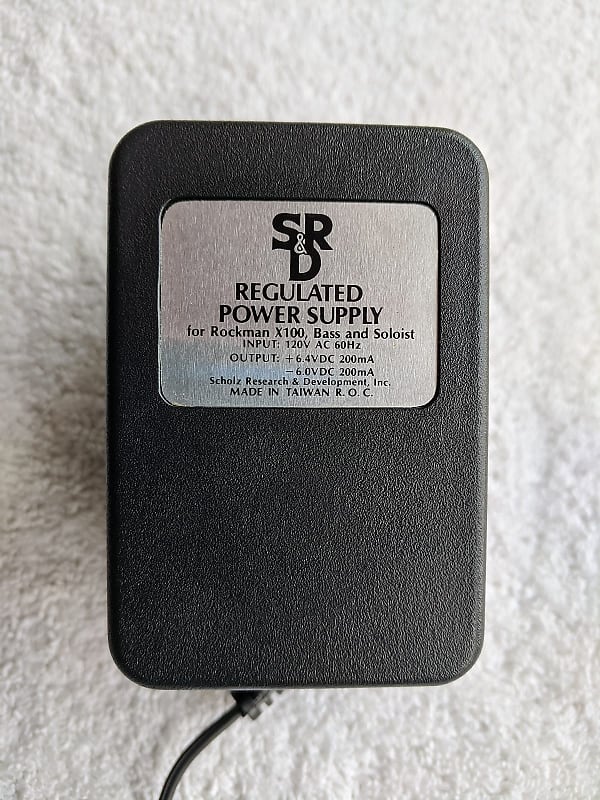 SR
&
D
REGULATED
POWER SUPPLY
for Rockman X100, Bass and Soloist
INPUT: 120V AC 60Hz
OUTPUT: +6.4VDC 200mA
−6.0VDC 200mA
Scholz Research & Development, Inc.
MADE IN TAIWAN R. O. C.